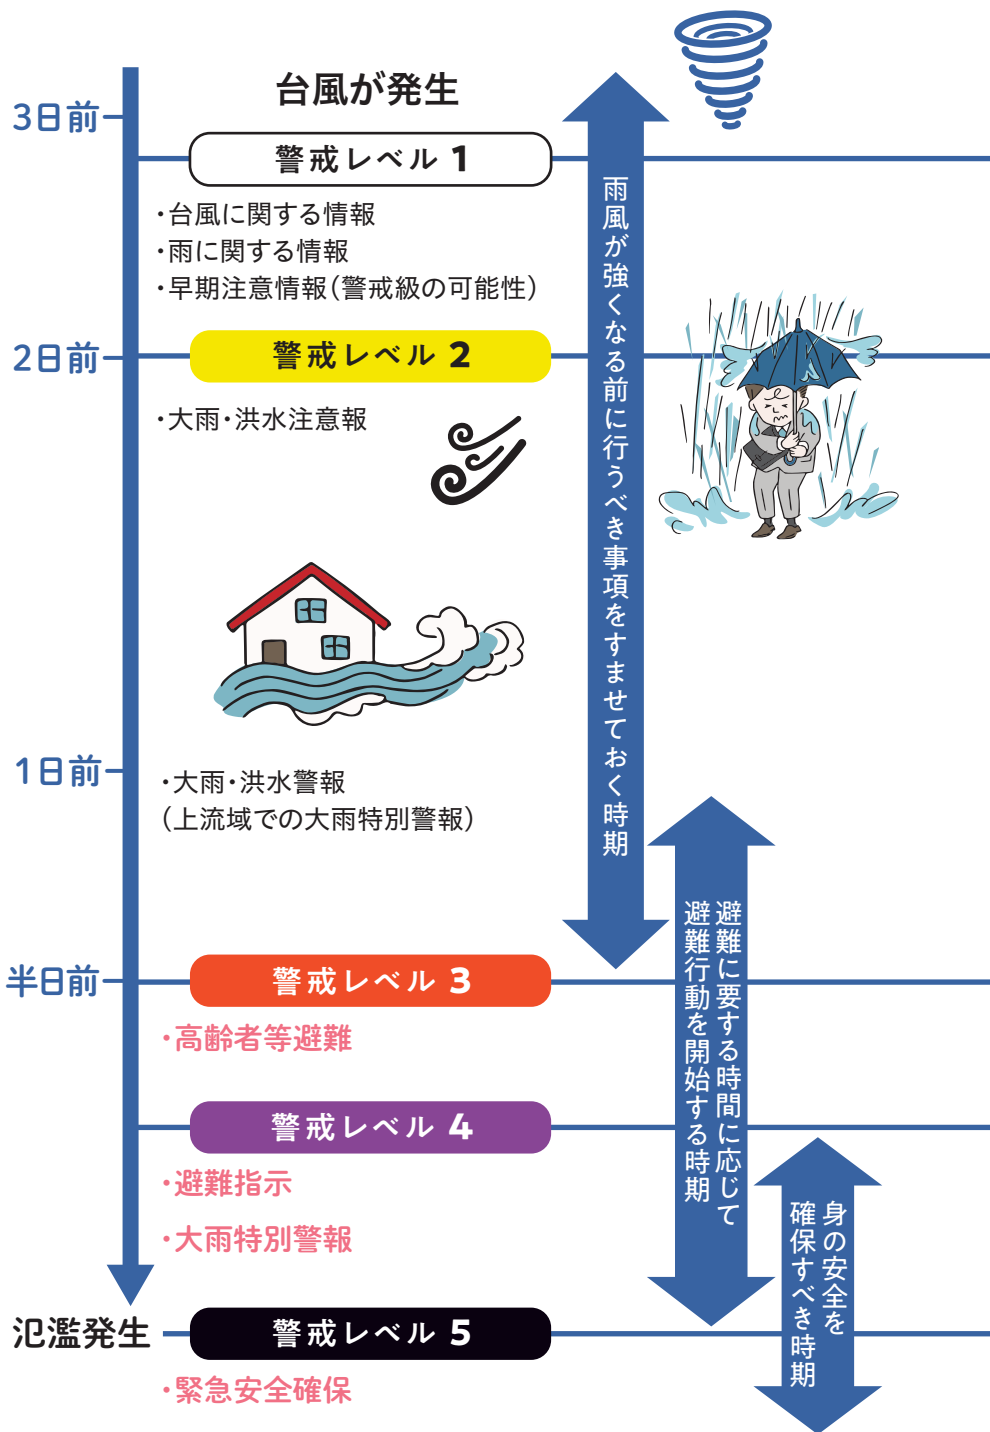 台風が発生
3日前
警戒レベル 1
・台風に関する情報
・雨に関する情報
・早期注意情報（警戒級の可能性）
2日前
警戒レベル 2
・大雨・洪水注意報
1日前
・大雨・洪水警報
（上流域での大雨特別警報）
半日前
警戒レベル 3
・高齢者等避難
警戒レベル 4
・避難指示
・大雨特別警報
氾濫発生
警戒レベル 5
・緊急安全確保
雨風が強くなる前に行うべき事項をすませておく時期
避難に要する時間に応じて
避難行動を開始する時期
身の安全を
確保すべき時期